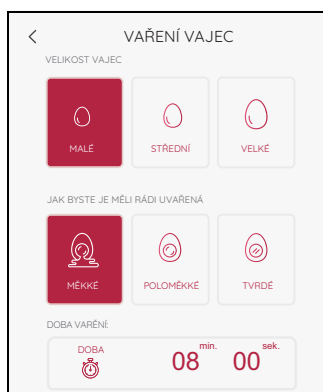 VAŘENÍ VAJEC
VELIKOST VAJEC
MALÉ STŘEDNÍ VELKÉ
JAK BYSTE JE MĚLI RÁDI UVAŘENÁ
MĚKKÉ POLOMĚKKÉ TVRDÉ
DOBA VARĚNÍ:
DOBA 08 min. 00 sek.